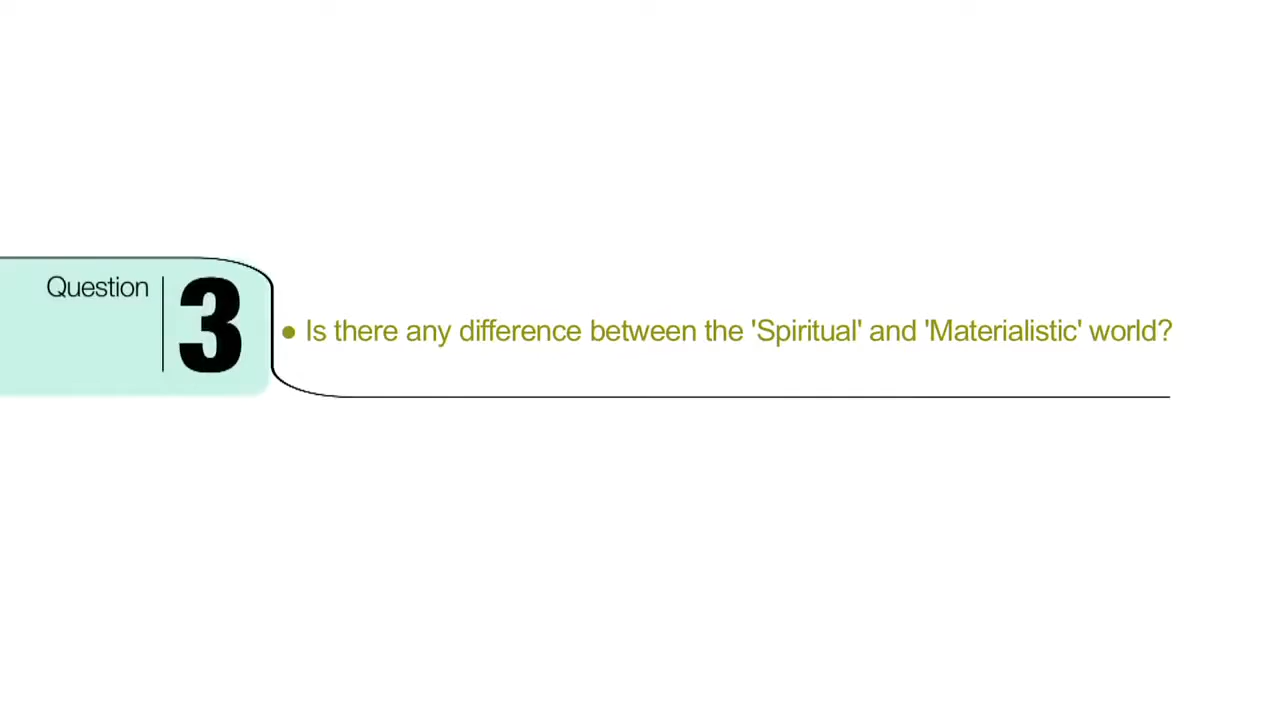 Question
3
● Is there any difference between the 'Spiritual' and 'Materialistic' world?